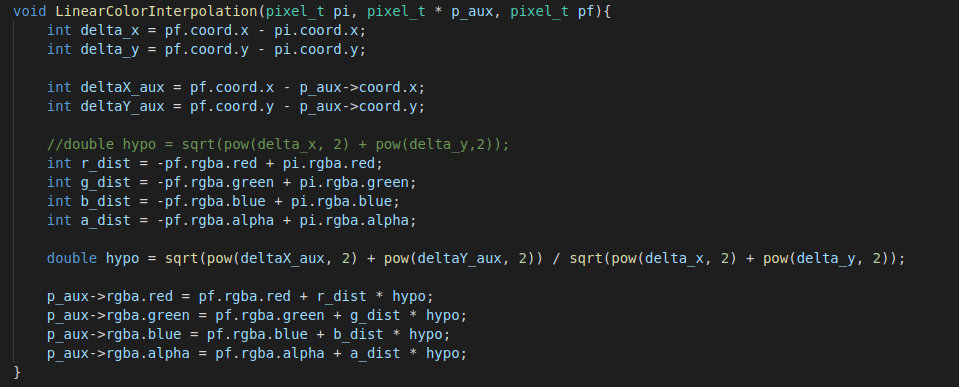 void LinearColorInterpolation(pixel_t pi, pixel_t * p_aux, pixel_t pf){
    int delta_x = pf.coord.x - pi.coord.x;
    int delta_y = pf.coord.y - pi.coord.y;

    int deltaX_aux = pf.coord.x - p_aux->coord.x;
    int deltaY_aux = pf.coord.y - p_aux->coord.y;

    //double hypo = sqrt(pow(delta_x, 2) + pow(delta_y,2));
    int r_dist = -pf.rgba.red + pi.rgba.red;
    int g_dist = -pf.rgba.green + pi.rgba.green;
    int b_dist = -pf.rgba.blue + pi.rgba.blue;
    int a_dist = -pf.rgba.alpha + pi.rgba.alpha;

    double hypo = sqrt(pow(deltaX_aux, 2) + pow(deltaY_aux, 2)) / sqrt(pow(delta_x, 2) + pow(delta_y, 2));

    p_aux->rgba.red = pf.rgba.red + r_dist * hypo;
    p_aux->rgba.green = pf.rgba.green + g_dist * hypo;
    p_aux->rgba.blue = pf.rgba.blue + b_dist * hypo;
    p_aux->rgba.alpha = pf.rgba.alpha + a_dist * hypo;
}